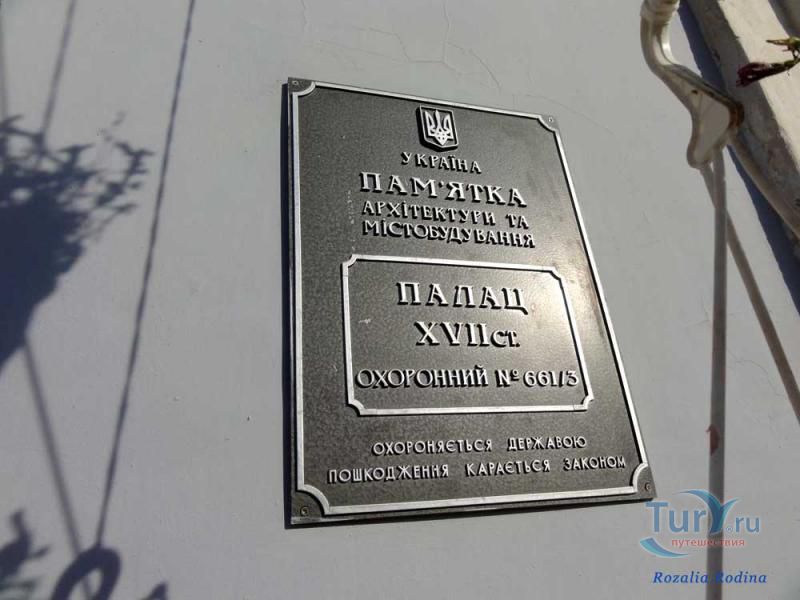 УКРАЇНА
ПАМ'ЯТКА
АРХІТЕКТУРИ ТА
МІСТОБУДУВАННЯ
ПАЛАЦ
XVII ст.
ОХОРОННИЙ № 661/3
ОХОРОНЯЄТЬСЯ ДЕРЖАВОЮ
ПОШКОДЖЕННЯ КАРАЄТЬСЯ ЗАКОНОМ
Tury.ru
путешествия
Rozalia Rodina